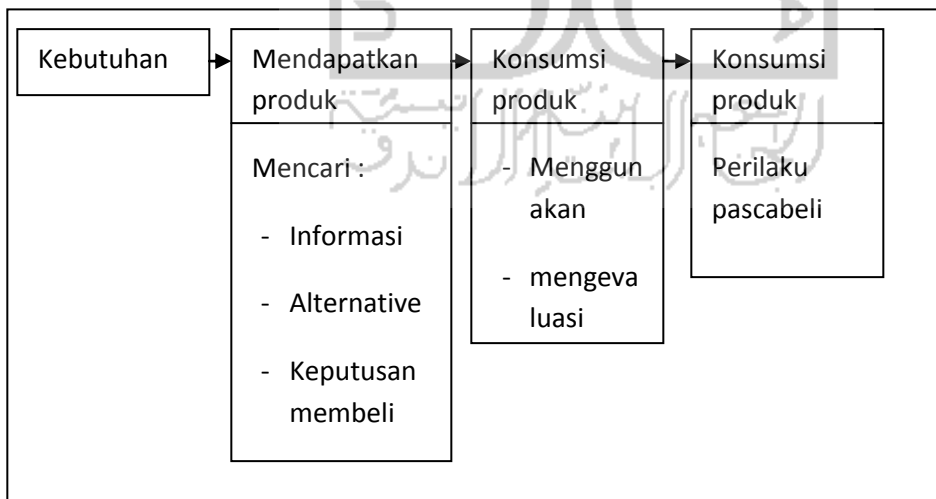 Kebutuhan
Mendapatkan
produk
Mencari :
- Informasi
- Alternative
- Keputusan
membeli
Konsumsi
produk
- Menggun
akan
- mengeva
luasi
Konsumsi
produk
Perilaku
pascabeli